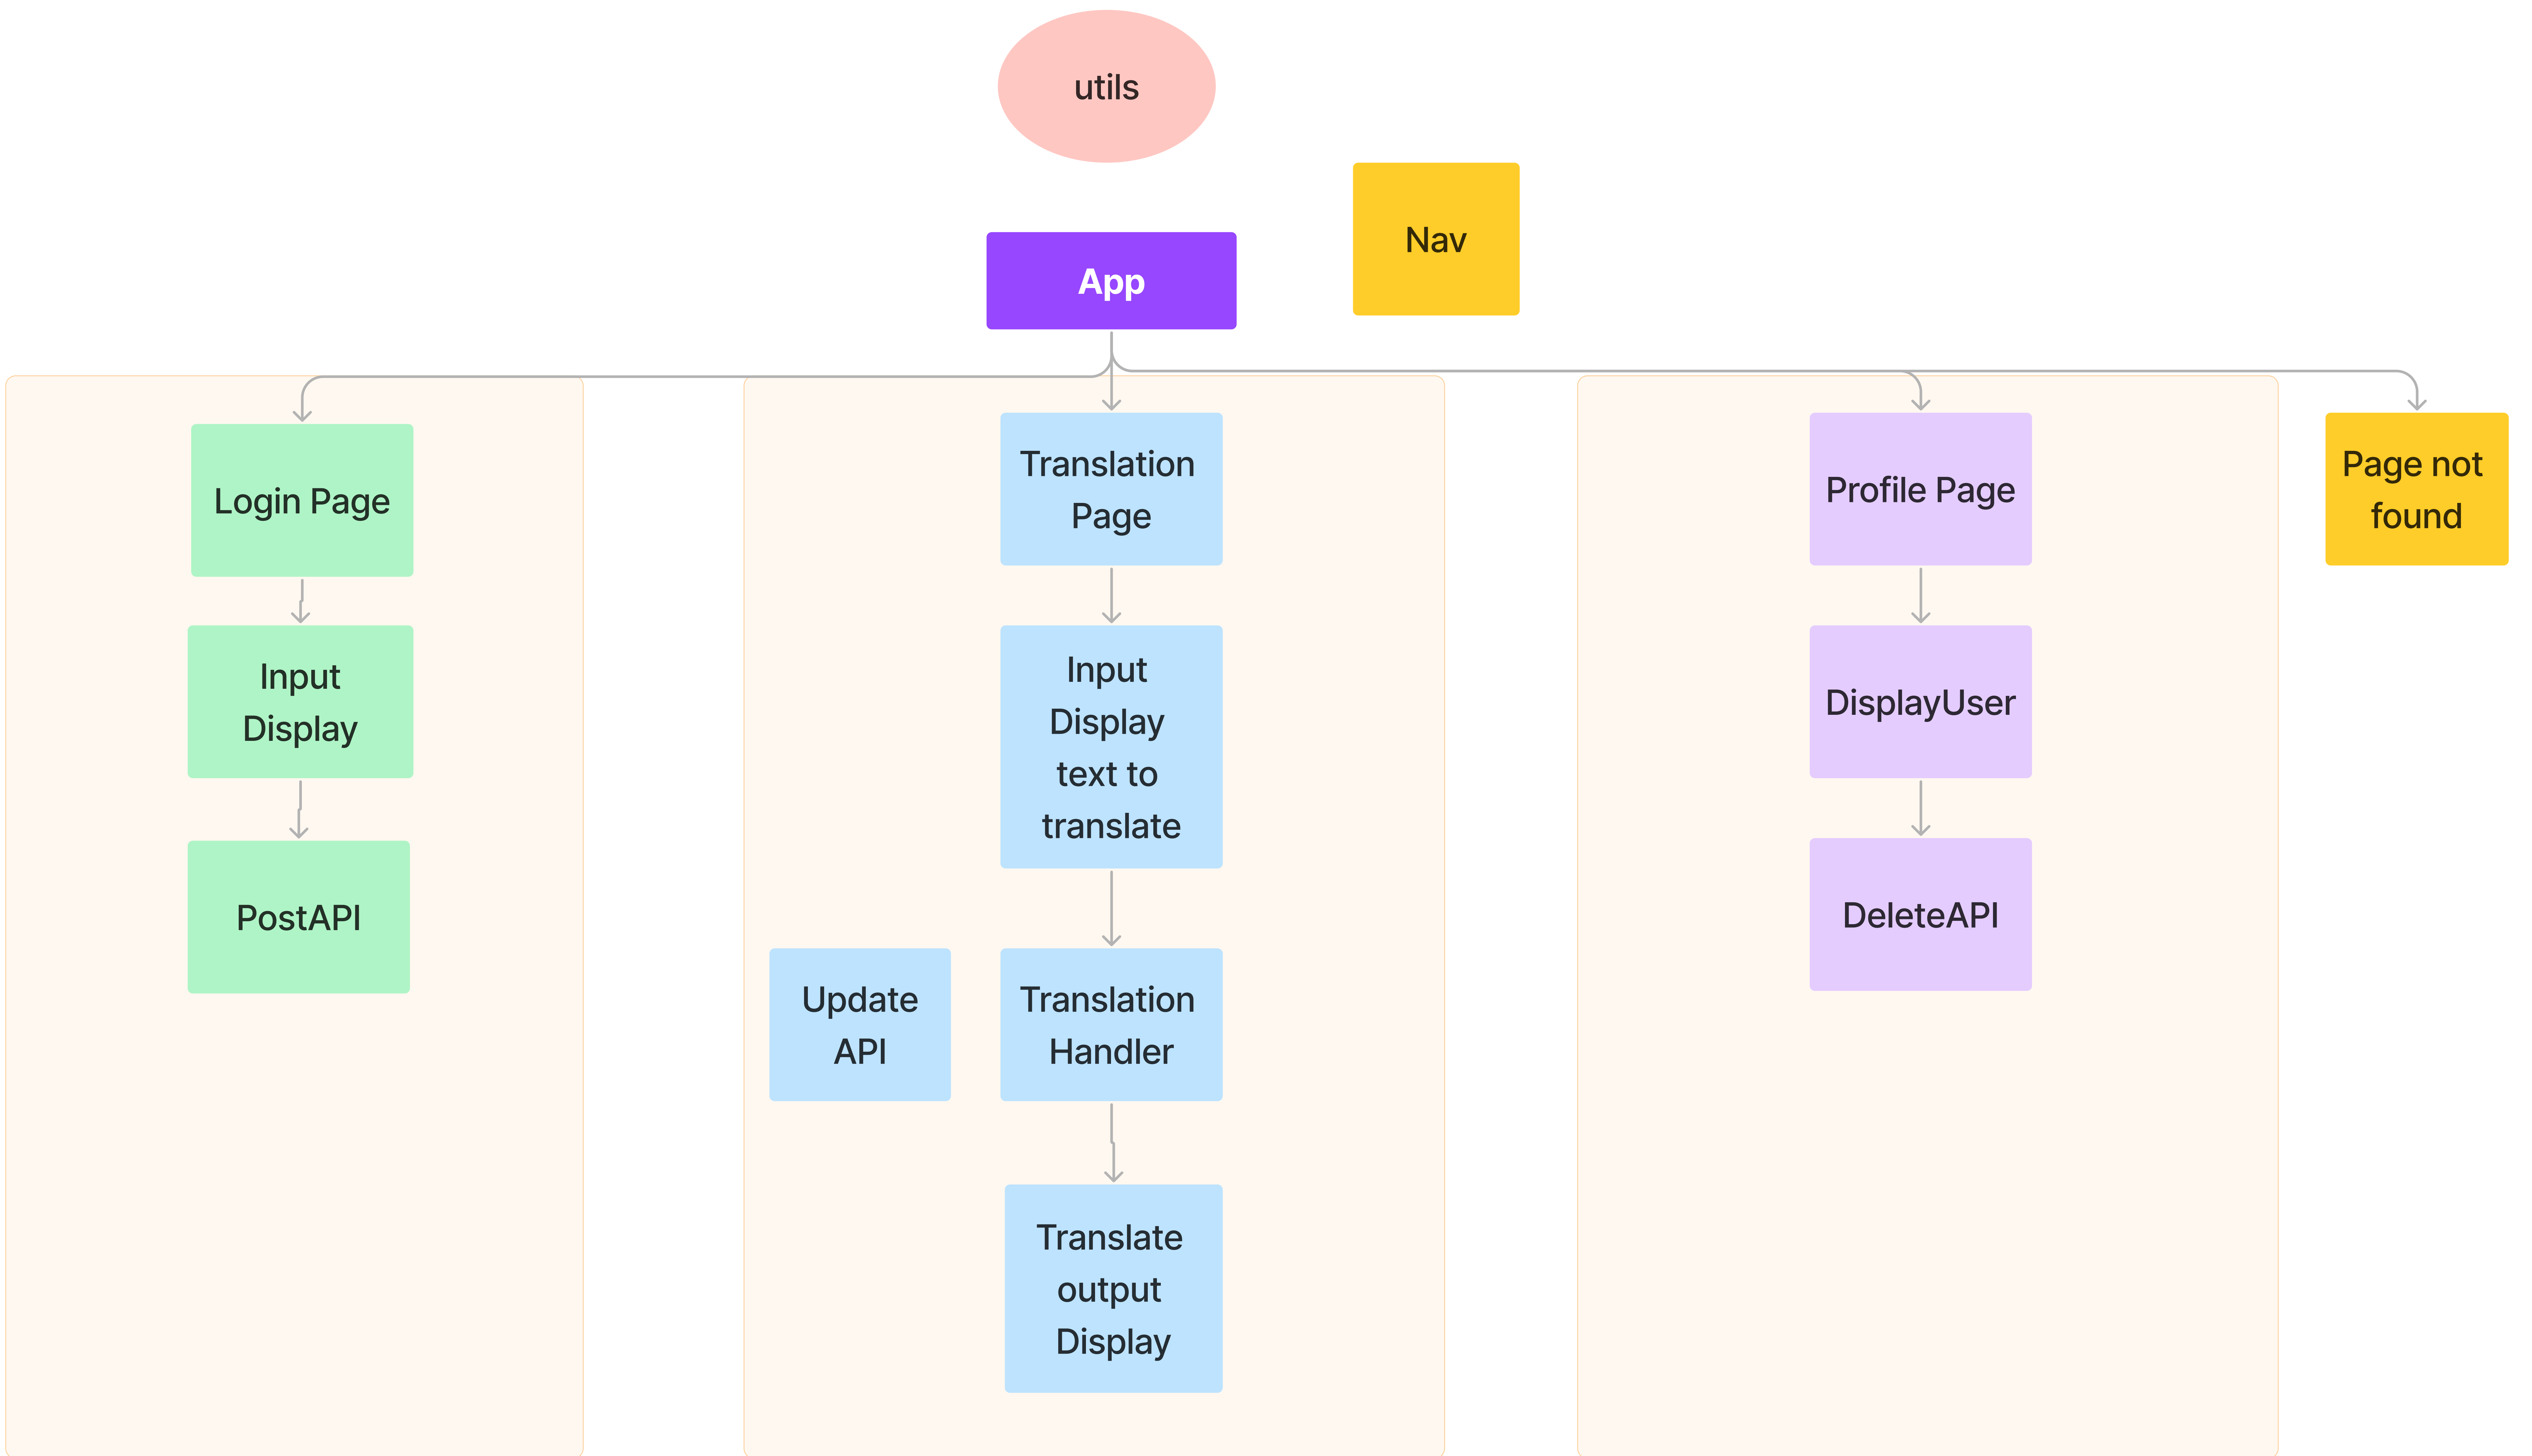 utils
Nav
App
Login Page
Translation
Page
Profile Page
Page not
found
Input
Display
Input
Display
text to
translate
DisplayUser
PostAPI
Update
API
Translation
Handler
DeleteAPI
Translate
output
Display